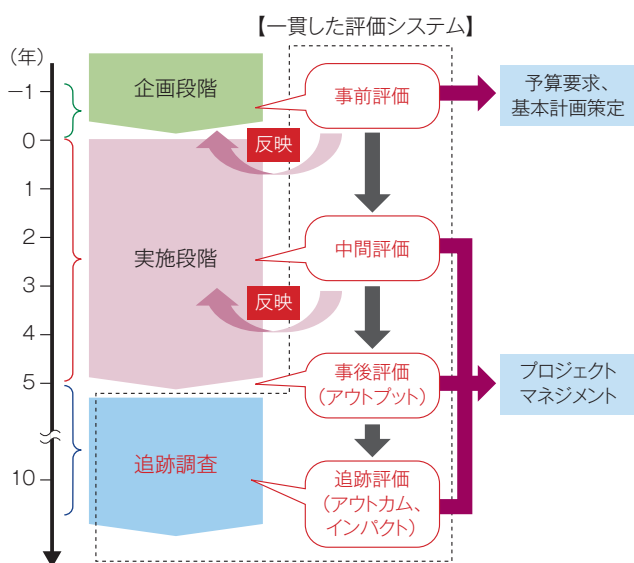 【一貫した評価システム】
(年)
-1
0
1
2
3
4
5
10
企画段階
事前評価
予算要求、
基本計画策定
反映
実施段階
中間評価
反映
事後評価
(アウトプット)
プロジェクト
マネジメント
追跡調査
追跡評価
(アウトカム、
インパクト)